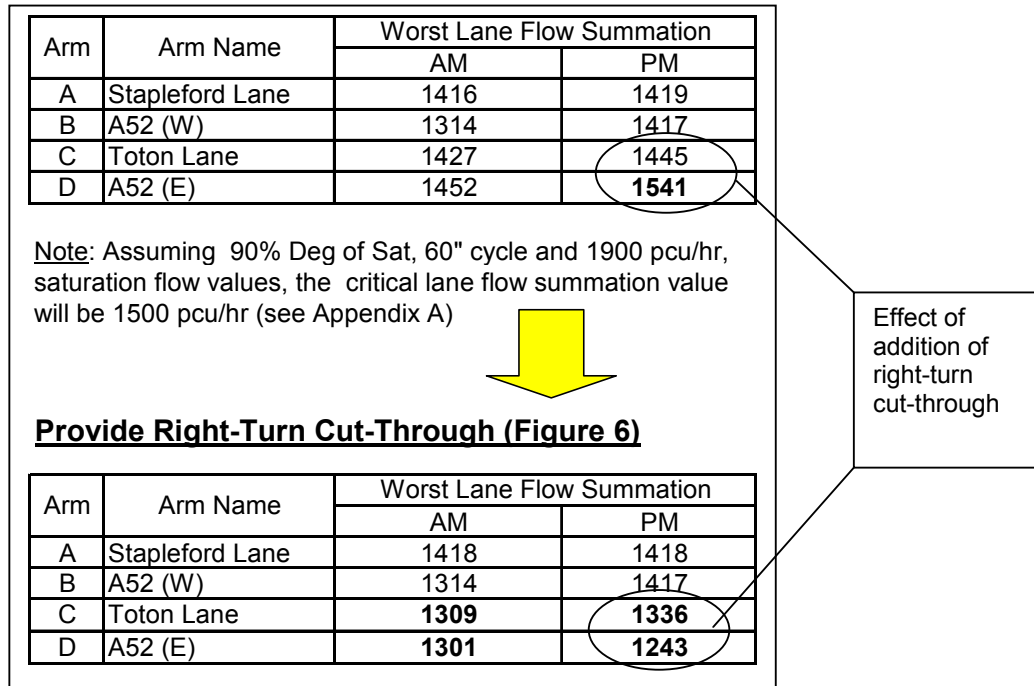 Arm Arm Name Worst Lane Flow Summation
AM PM
A Stapleford Lane 1416 1419
B A52 (W) 1314 1417
C Toton Lane 1427 1445
D A52 (E) 1452 1541
Note: Assuming 90% Deg of Sat, 60" cycle and 1900 pcu/hr,
saturation flow values, the critical lane flow summation value
will be 1500 pcu/hr (see Appendix A)
Effect of
addition of
right-turn
cut-through
Provide Right-Turn Cut-Through (Figure 6)
Arm Arm Name Worst Lane Flow Summation
AM PM
A Stapleford Lane 1418 1418
B A52 (W) 1314 1417
C Toton Lane 1309 1336
D A52 (E) 1301 1243